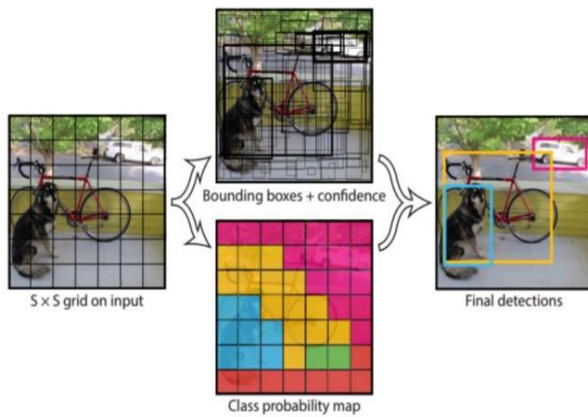 Bounding boxes + confidence
S × S grid on input
Final detections
Class probability map